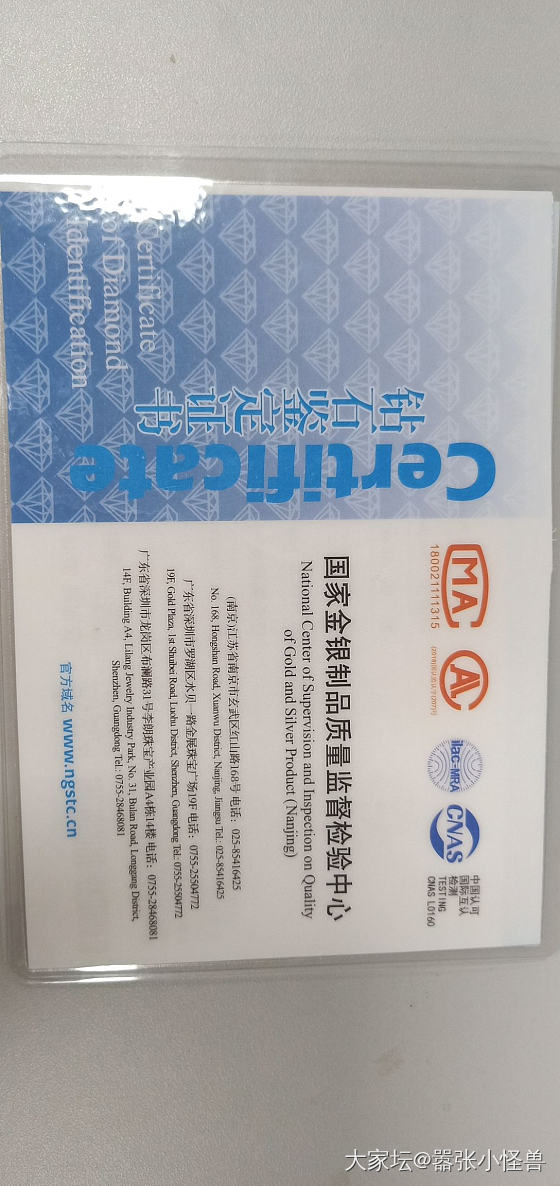 Certificate
of Diamond
Identification
钻石鉴定证书
Certificate
MA
180021111315
AL
ilac-MRA
CNAS
中国认可
国际互认
检测
TESTING
CNAS L0160
国家金银制品质量监督检验中心
National Center of Supervision and Inspection on Quality
of Gold and Silver Product (Nanjing)
(南京)江苏省南京市玄武区红山路168号 电话：025-85416425
No. 168, Hongshan Road, Xuanwu District, Nanjing, Jiangsu Tel.: 025-85416425
广东省深圳市罗湖区水贝一路金展珠宝广场19F 电话：0755-25504772
19F, Gold Plaza, 1st Shuibei Road, Luohu District, Shenzhen, Guangdong Tel.: 0755-25504772
广东省深圳市龙岗区布澜路31号李朗珠宝产业园A4栋14楼 电话：0755-28468081
14F, Building A4, Lilang Jewelry Industry Park, No. 31, Bulan Road, Longgang District,
Shenzhen, Guangdong Tel.: 0755-28468081
官方域名 www.ngstc.cn
大家坛@嚣张小怪兽